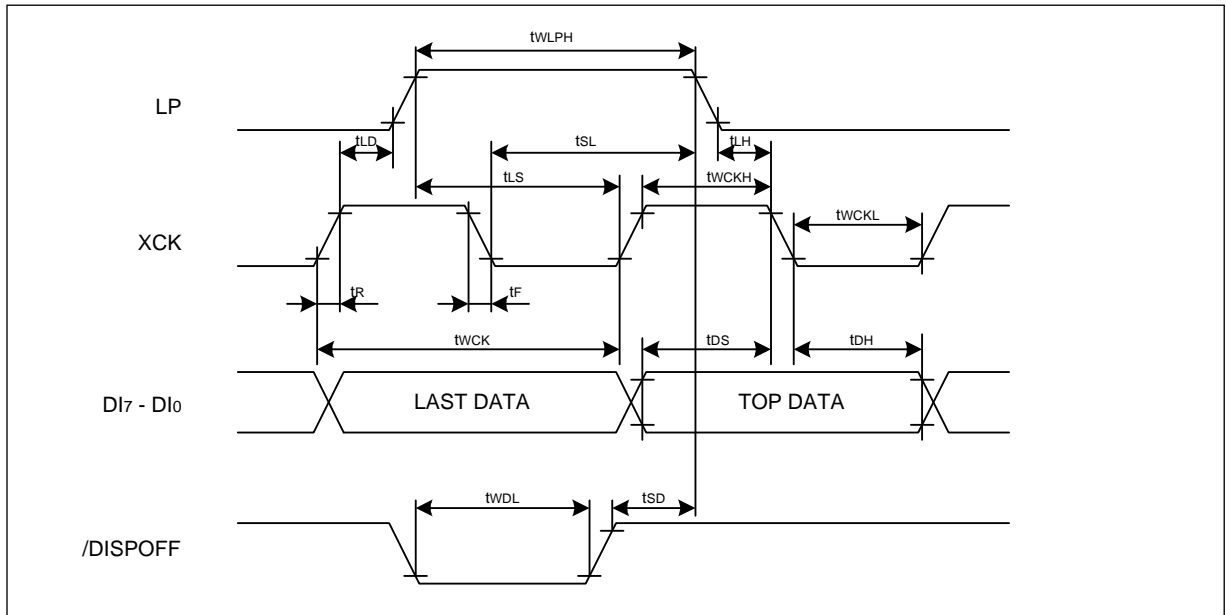 tWLPH
LP
tLD
tSL
tLH
tLS
tWCKH
tWCKL
XCK
tR
tF
tWCK
tDS
tDH
DI7 - DI0
LAST DATA
TOP DATA
tWDL
tSD
/DISPOFF